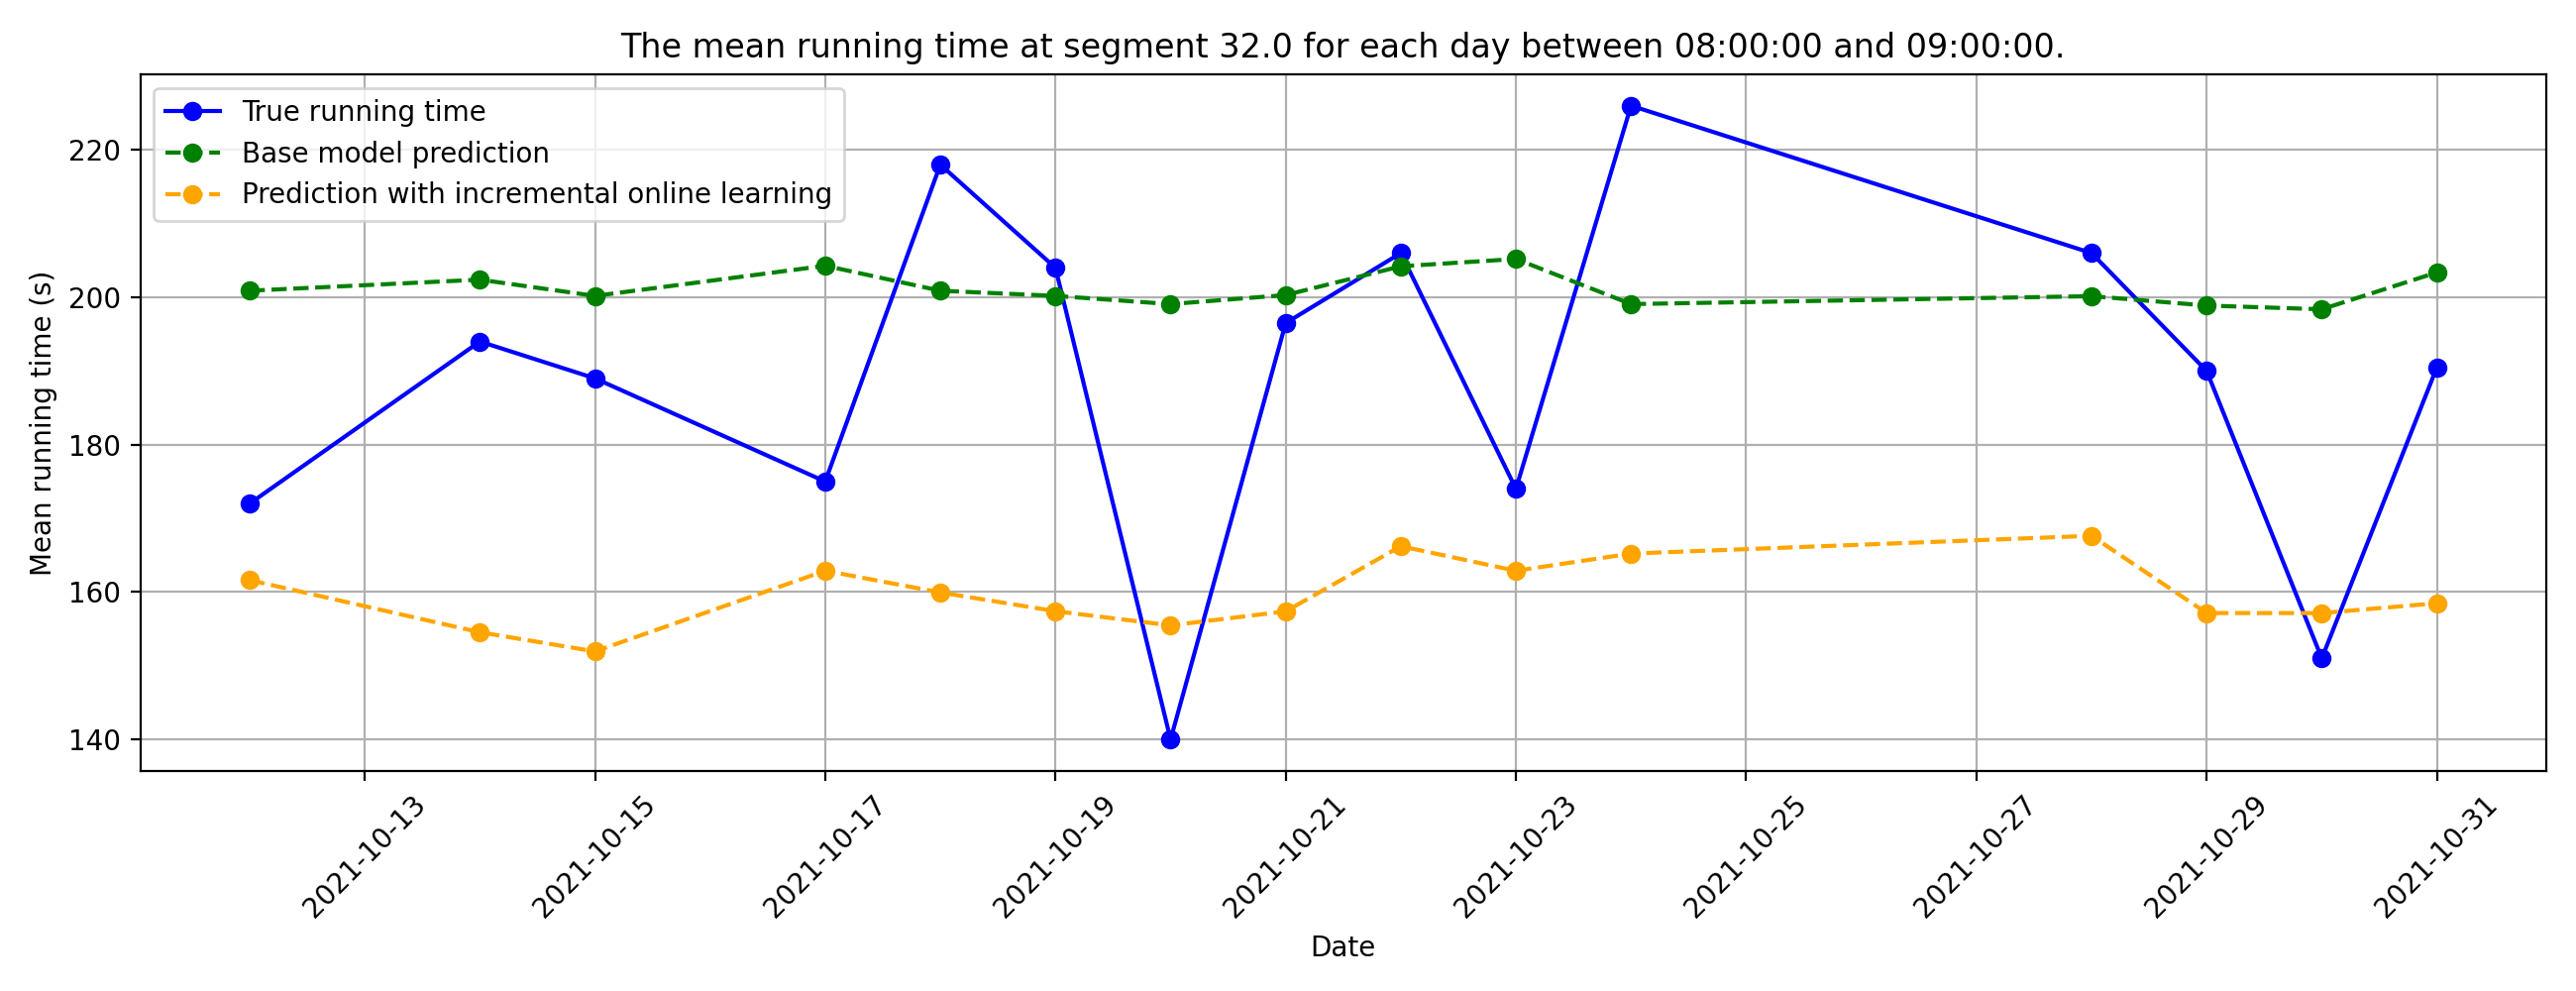 The mean running time at segment 32.0 for each day between 08:00:00 and 09:00:00.
True running time
Base model prediction
Prediction with incremental online learning
Mean running time (s)
220
200
180
160
140
2021-10-13
2021-10-15
2021-10-17
2021-10-19
2021-10-21
2021-10-23
2021-10-25
2021-10-27
2021-10-29
2021-10-31
Date